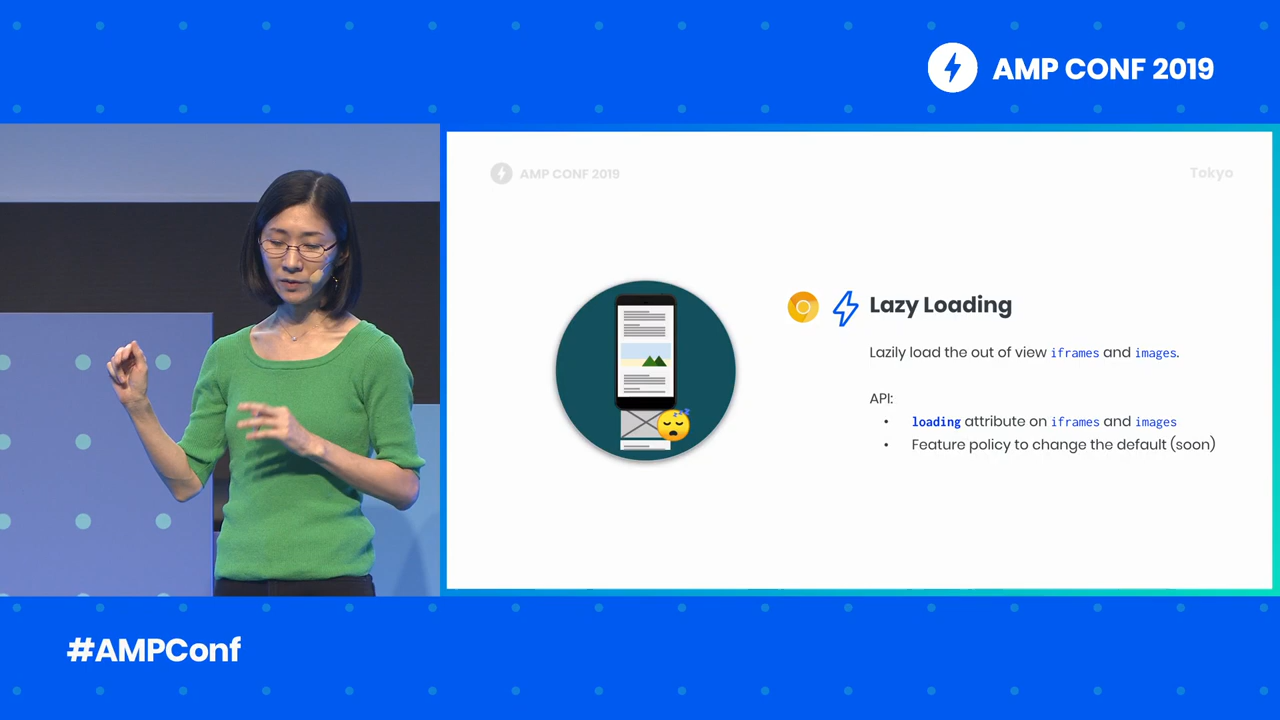 AMP CONF 2019
AMP CONF 2019
Tokyo
Lazy Loading
Lazily load the out of view iframes and images.
API:
• loading attribute on iframes and images
• Feature policy to change the default (soon)
#AMPConf